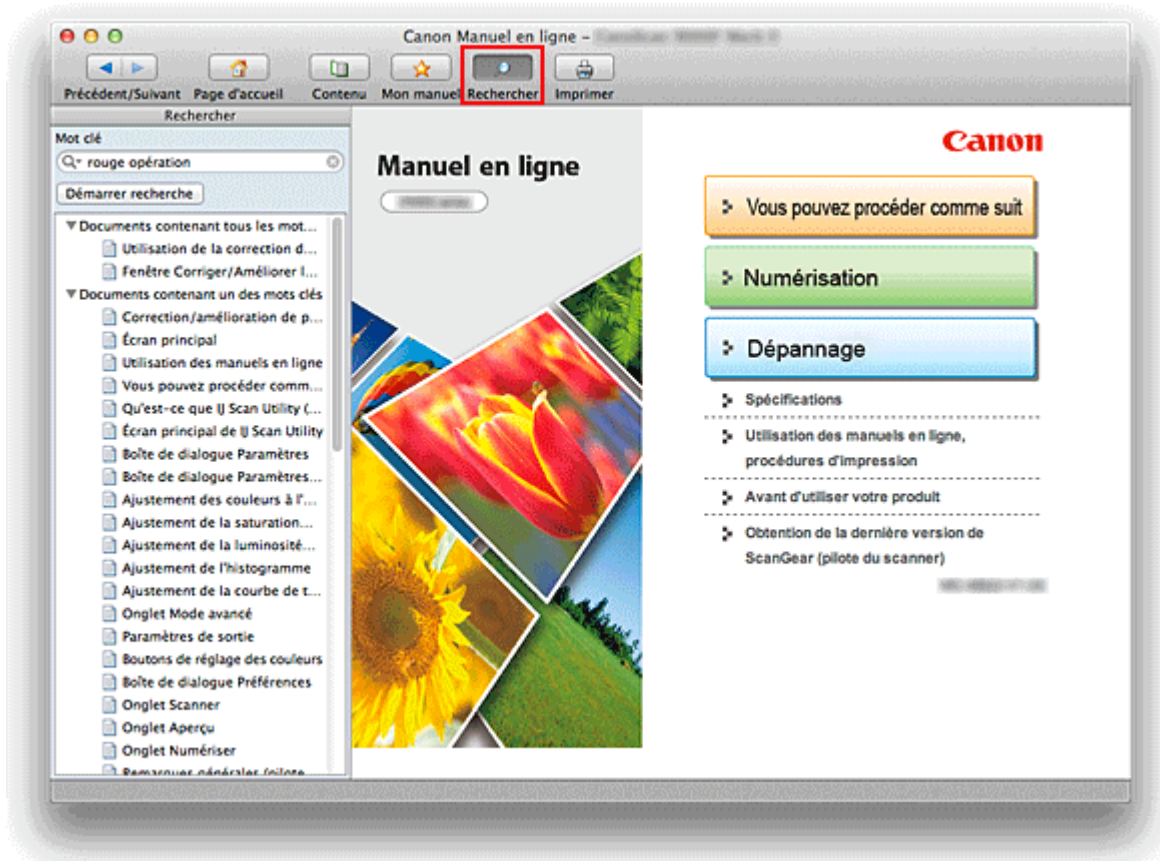 Canon Manuel en ligne –
Précédent/Suivant Page d'accueil Contenu Mon manuel Rechercher Imprimer
Rechercher
Mot clé
rouge opération
Démarrer recherche
Documents contenant tous les mot...
Utilisation de la correction d...
Fenêtre Corriger/Améliorer l...
Documents contenant un des mots clés
Correction/amélioration de p...
Écran principal
Utilisation des manuels en ligne
Vous pouvez procéder comm...
Qu'est-ce que IJ Scan Utility (...
Écran principal de IJ Scan Utility
Boîte de dialogue Paramètres
Boîte de dialogue Paramètres...
Ajustement des couleurs à l'...
Ajustement de la saturation...
Ajustement de la luminosité...
Ajustement de l'histogramme
Ajustement de la courbe de t...
Onglet Mode avancé
Paramètres de sortie
Boutons de réglage des couleurs
Boîte de dialogue Préférences
Onglet Scanner
Onglet Aperçu
Onglet Numériser
Remarques générales (pilote
Manuel en ligne
Canon
Vous pouvez procéder comme suit
Numérisation
Dépannage
Spécifications
Utilisation des manuels en ligne,
procédures d'impression
Avant d'utiliser votre produit
Obtention de la dernière version de
ScanGear (pilote du scanner)